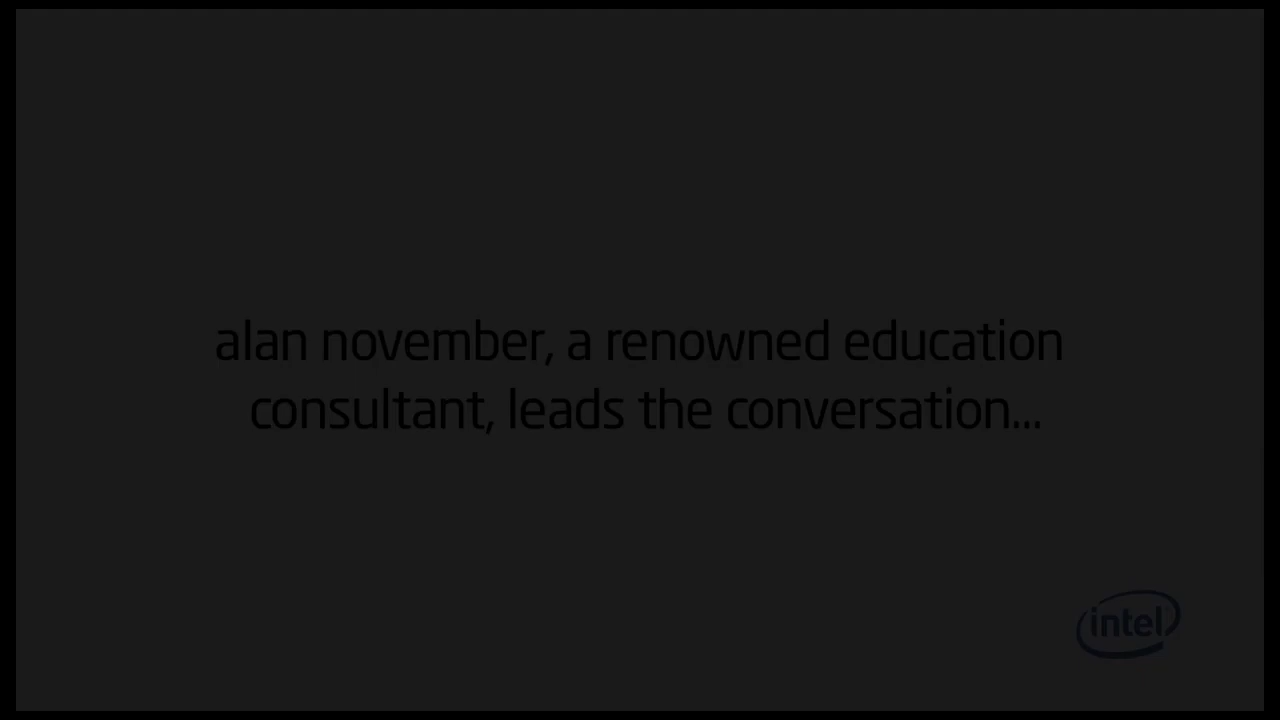 alan november, a renowned education
consultant, leads the conversation...
intel